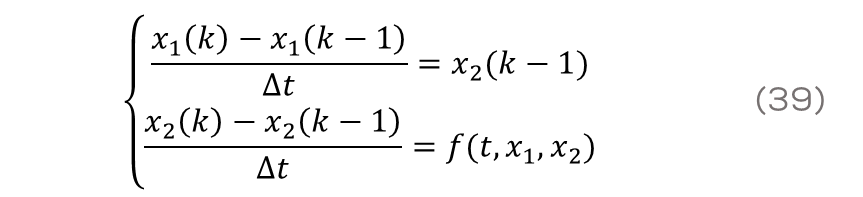 { (x₁(k) − x₁(k − 1)) / Δt = x₂(k − 1)
(x₂(k) − x₂(k − 1)) / Δt = f(t, x₁, x₂)
(39)